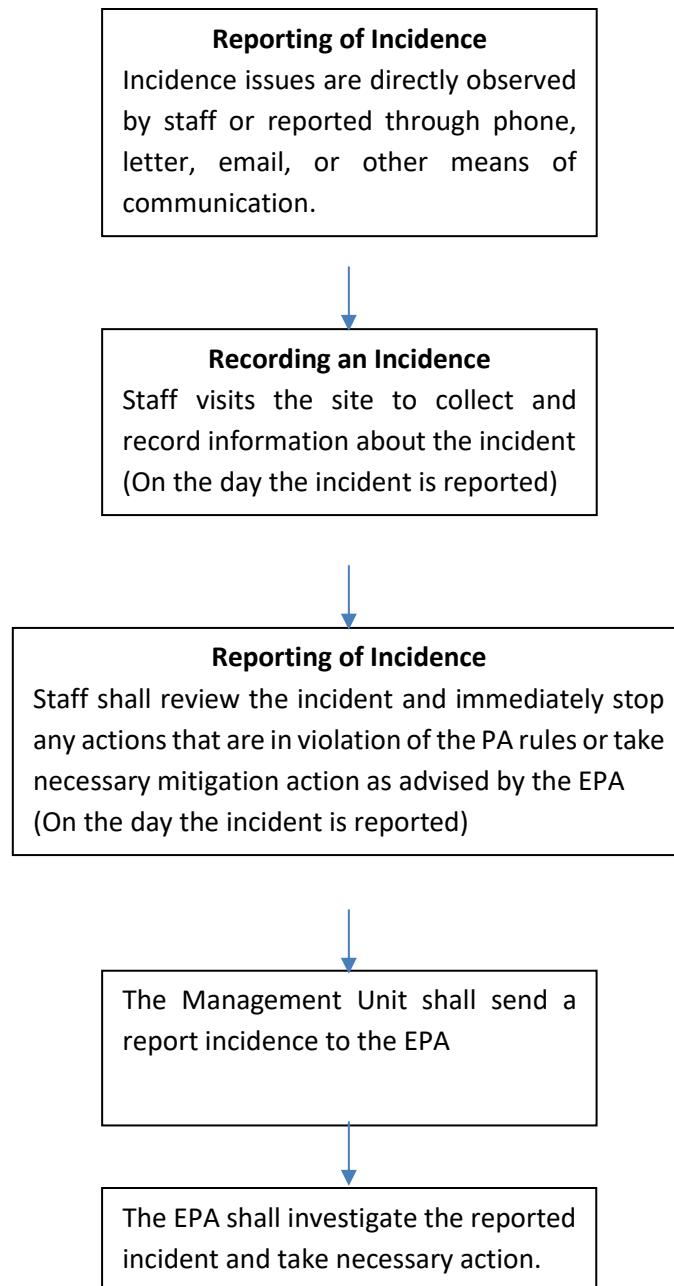 Reporting of Incidence
Incidence issues are directly observed
by staff or reported through phone,
letter, email, or other means of
communication.
Recording an Incidence
Staff visits the site to collect and
record information about the incident
(On the day the incident is reported)
Reporting of Incidence
Staff shall review the incident and immediately stop
any actions that are in violation of the PA rules or take
necessary mitigation action as advised by the EPA
(On the day the incident is reported)
The Management Unit shall send a
report incidence to the EPA
The EPA shall investigate the reported
incident and take necessary action.